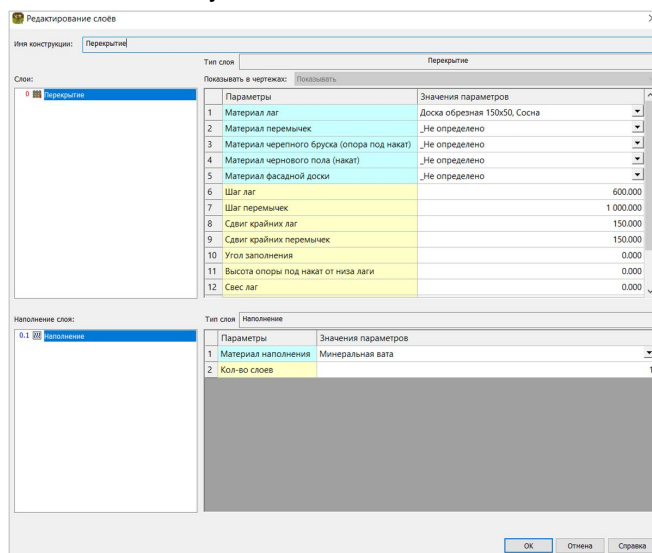 Редактирование слоёв
Имя конструкции: Перекрытие
Тип слоя Перекрытие
Слои: Показывать в чертежах: Показывать
0 Перекрытие
Параметры Значения параметров
1 Материал лаг Доска обрезная 150x50, Сосна
2 Материал перемычек _Не определено
3 Материал черепного бруска (опора под накат) _Не определено
4 Материал чернового пола (накат) _Не определено
5 Материал фасадной доски _Не определено
6 Шаг лаг 600.000
7 Шаг перемычек 1 000.000
8 Сдвиг крайних лаг 150.000
9 Сдвиг крайних перемычек 150.000
10 Угол заполнения 0.000
11 Высота опоры под накат от низа лаги 0.000
12 Свес лаг 0.000
Наполнение слоя: Тип слоя Наполнение
0.1 Наполнение
Параметры Значения параметров
1 Материал наполнения Минеральная вата
2 Кол-во слоев 1
ОК Отмена Справка